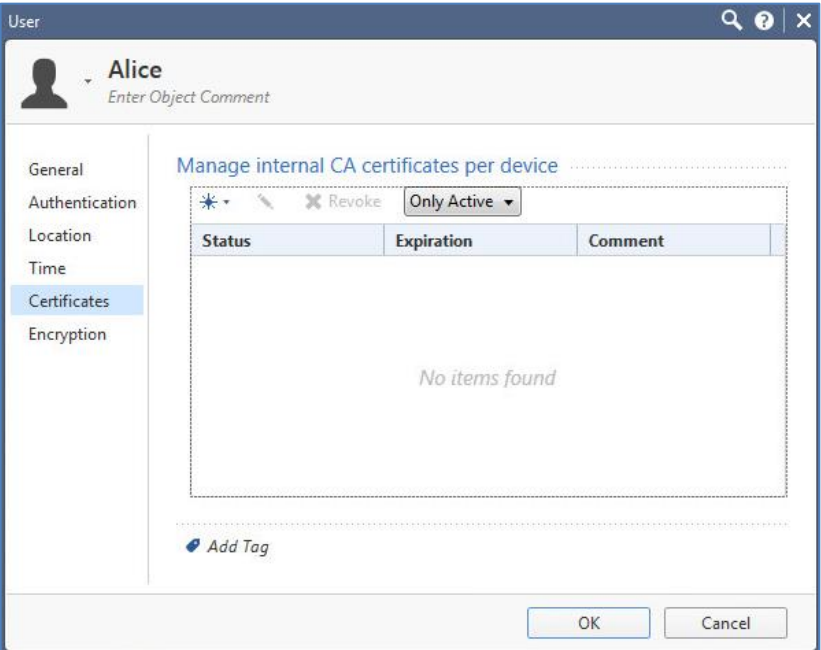 User
Alice
Enter Object Comment
General
Authentication
Location
Time
Certificates
Encryption
Manage internal CA certificates per device
Revoke Only Active
Status Expiration Comment
No items found
Add Tag
OK Cancel